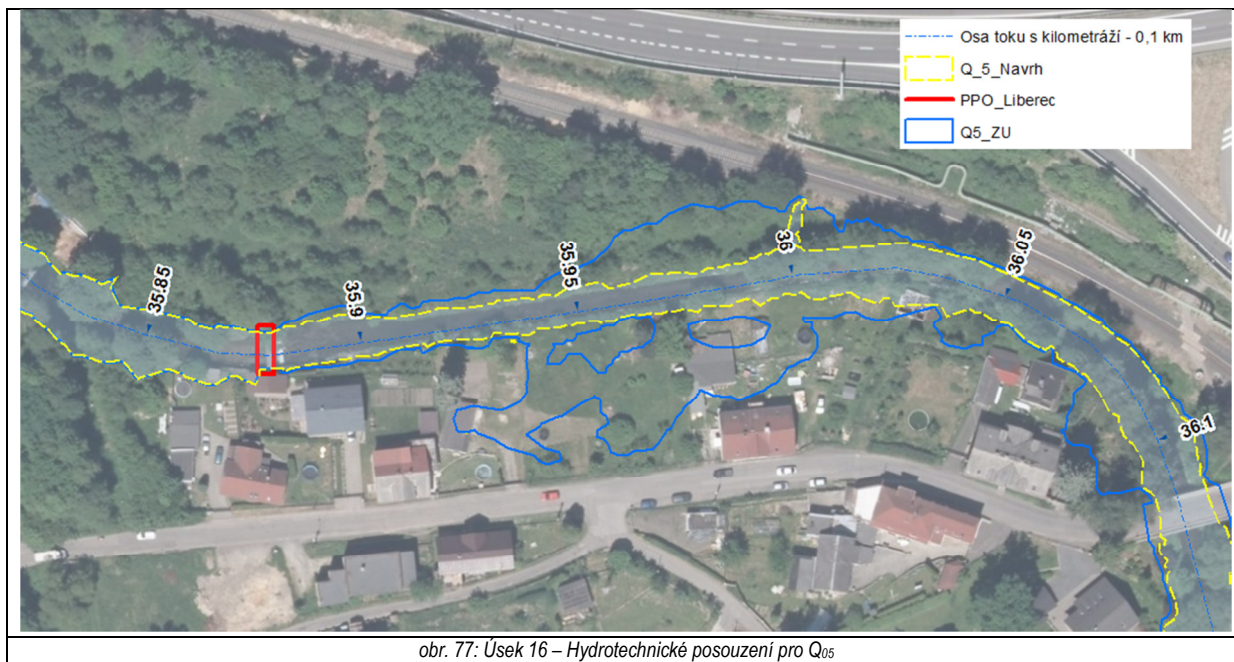 Osa toku s kilometráží - 0,1 km
Q_5_Navrh
PPO_Liberec
Q5_ZU
35.85
35.9
35.95
36
36.05
36.1
obr. 77: Úsek 16 – Hydrotechnické posouzení pro Q05